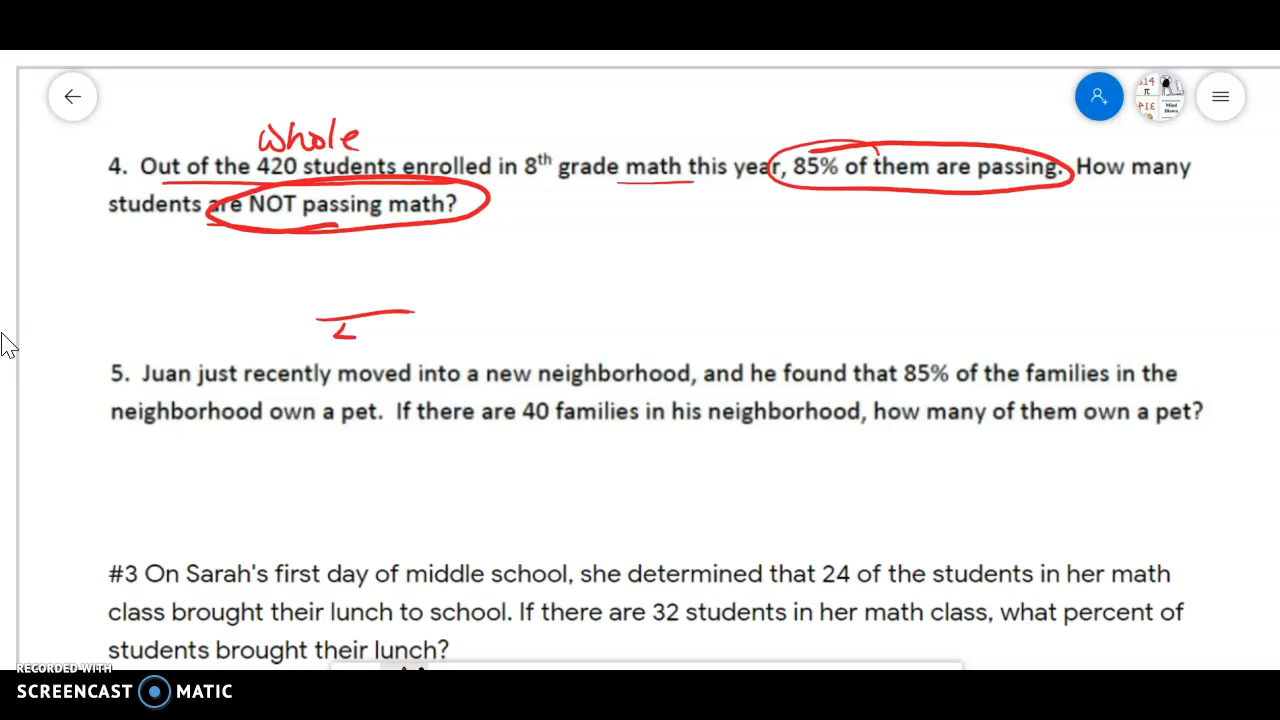 whole
4. Out of the 420 students enrolled in 8th grade math this year, 85% of them are passing. How many
students are NOT passing math?
5. Juan just recently moved into a new neighborhood, and he found that 85% of the families in the
neighborhood own a pet. If there are 40 families in his neighborhood, how many of them own a pet?
#3 On Sarah's first day of middle school, she determined that 24 of the students in her math
class brought their lunch to school. If there are 32 students in her math class, what percent of
students brought their lunch?
RECORDED WITH
SCREENCAST MATIC